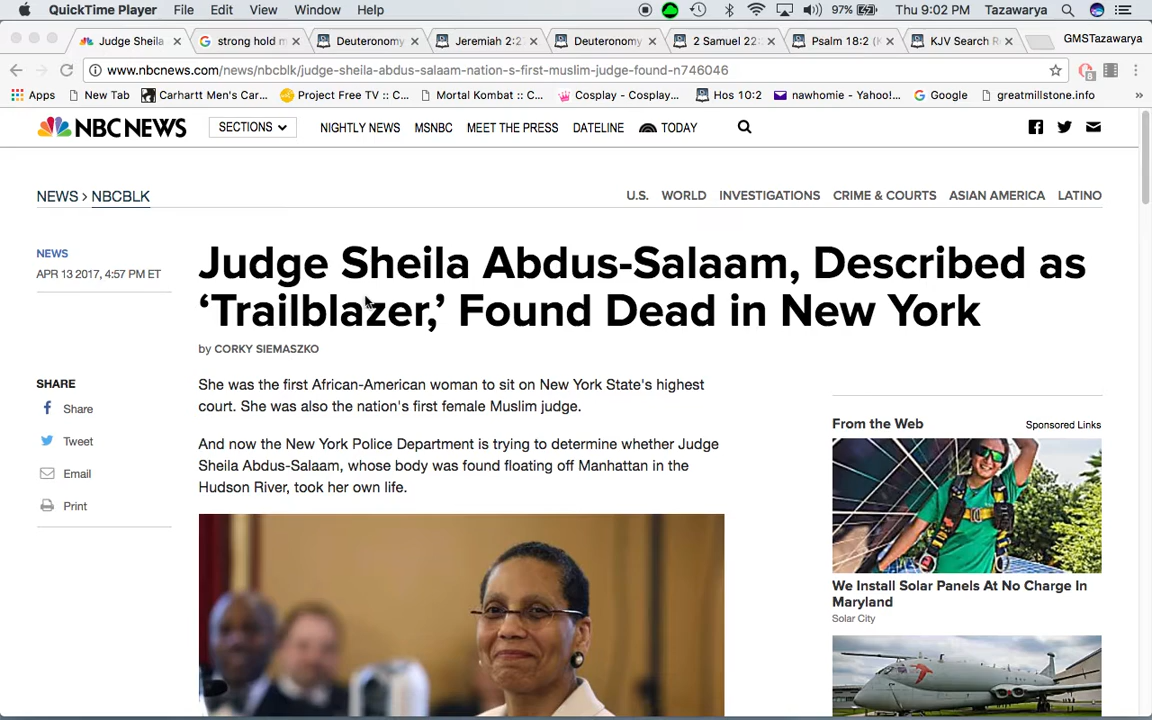 QuickTime Player File Edit View Window Help 97% Thu 9:02 PM Tazawarya
Judge Sheila strong hold m Deuteronomy Jeremiah 2:2 Deuteronomy 2 Samuel 22: Psalm 18:2 (K KJV Search R GMSTazawarya
www.nbcnews.com/news/nbcblk/judge-sheila-abdus-salaam-nation-s-first-muslim-judge-found-n746046
Apps New Tab Carhartt Men's Car... Project Free TV :: C... Mortal Kombat :: C... Cosplay - Cosplay... Hos 10:2 nawhomie - Yahoo!... Google greatmillstone.info »
NBC NEWS SECTIONS NIGHTLY NEWS MSNBC MEET THE PRESS DATELINE TODAY
NEWS > NBCBLK U.S. WORLD INVESTIGATIONS CRIME & COURTS ASIAN AMERICA LATINO
NEWS
APR 13 2017, 4:57 PM ET
Judge Sheila Abdus-Salaam, Described as
‘Trailblazer,’ Found Dead in New York
by CORKY SIEMASZKO
SHARE
Share
Tweet
Email
Print
She was the first African-American woman to sit on New York State's highest
court. She was also the nation's first female Muslim judge.
And now the New York Police Department is trying to determine whether Judge
Sheila Abdus-Salaam, whose body was found floating off Manhattan in the
Hudson River, took her own life.
From the Web Sponsored Links
We Install Solar Panels At No Charge In
Maryland
Solar City